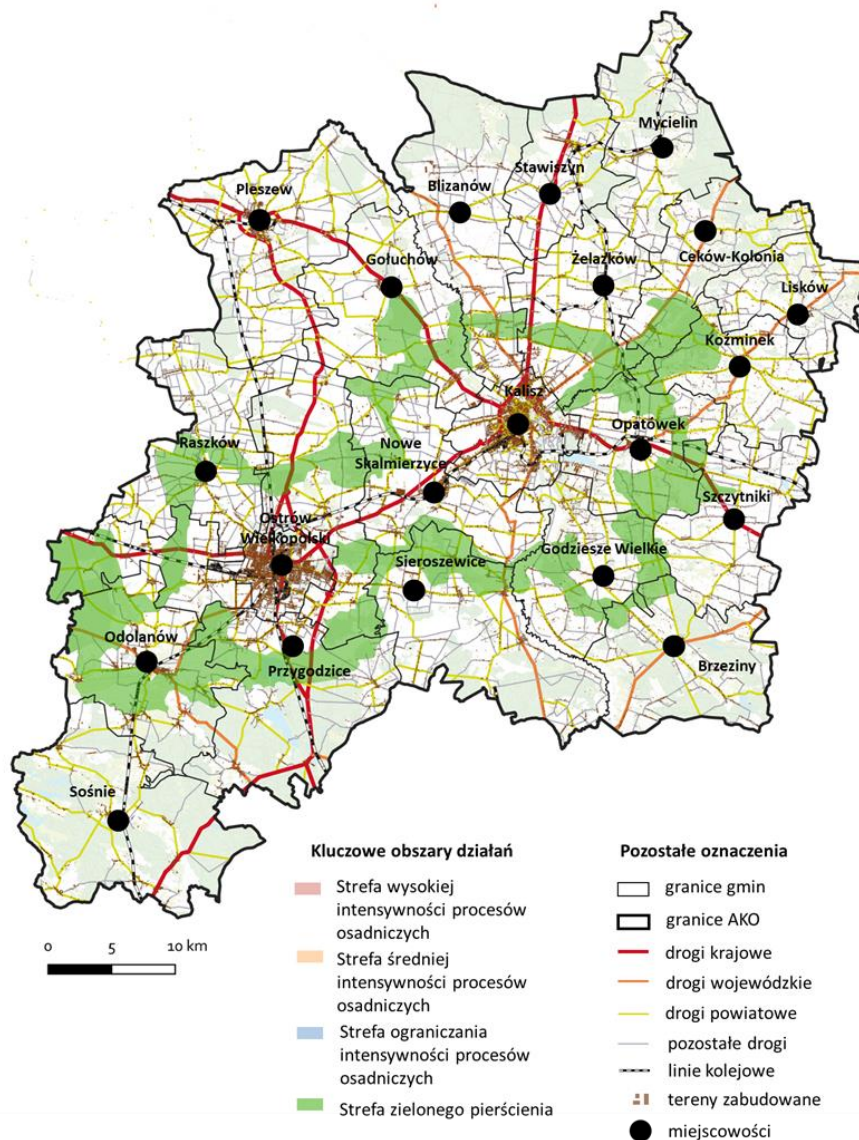 Mycielin
Stawiszyn
Blizanów
Pleszew
Ceków-Kolonia
Żelazków
Gołuchów
Lisków
Koźminek
Kalisz
Opatówek
Nowe
Skalmierzyce
Raszków
Szczytniki
Ostrów
Wielkopolski
Sieroszewice
Godziesze Wielkie
Odolanów
Przygodzice
Brzeziny
Sośnie
0 5 10 km
Kluczowe obszary działań
Strefa wysokiej
intensywności procesów
osadniczych
Strefa średniej
intensywności procesów
osadniczych
Strefa ograniczania
intensywności procesów
osadniczych
Strefa zielonego pierścienia
Pozostałe oznaczenia
granice gmin
granice AKO
drogi krajowe
drogi wojewódzkie
drogi powiatowe
pozostałe drogi
linie kolejowe
tereny zabudowane
miejscowości